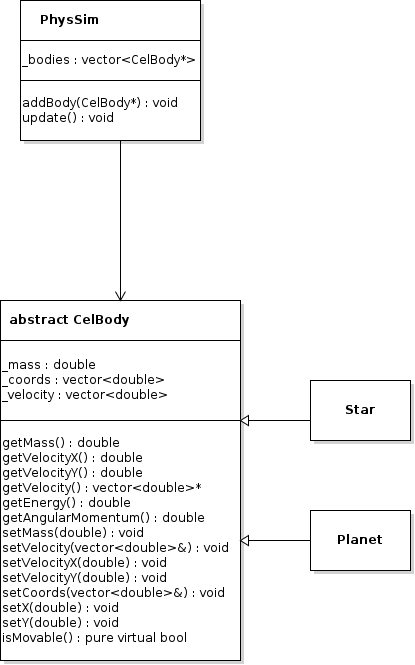 PhysSim
_bodies : vector<CelBody*>
addBody(CelBody*) : void
update() : void
abstract CelBody
_mass : double
_coords : vector<double>
_velocity : vector<double>
getMass() : double
getVelocityX() : double
getVelocityY() : double
getVelocity() : vector<double>*
getEnergy() : double
getAngularMomentum() : double
setMass(double) : void
setVelocity(vector<double>&) : void
setVelocityX(double) : void
setVelocityY(double) : void
setCoords(vector<double>&) : void
setX(double) : void
setY(double) : void
isMovable() : pure virtual bool
Star
Planet